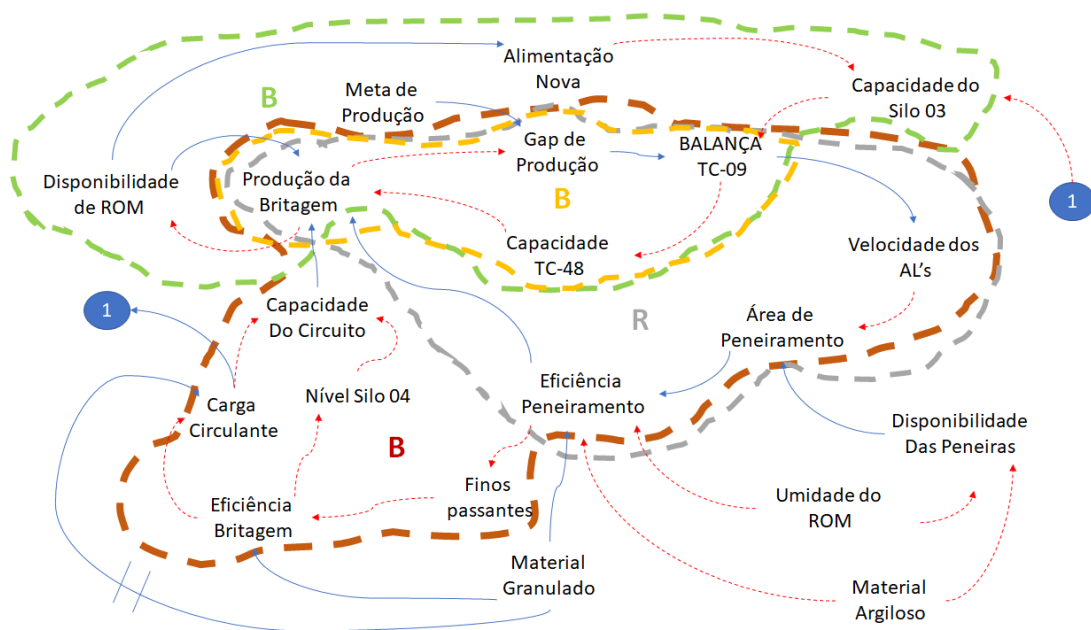 Alimentação
Nova
B
Meta de
Produção
Capacidade do
Silo 03
Gap de
Produção
BALANÇA
TC-09
Disponibilidade
de ROM
Produção da
Britagem
B
1
Capacidade
TC-48
Velocidade dos
AL's
1
Capacidade
Do Circuito
R
Área de
Peneiramento
Carga
Circulante
Nível Silo 04
Eficiência
Peneiramento
B
Disponibilidade
Das Peneiras
Eficiência
Britagem
Finos
passantes
Umidade do
ROM
Material
Granulado
Material
Argiloso